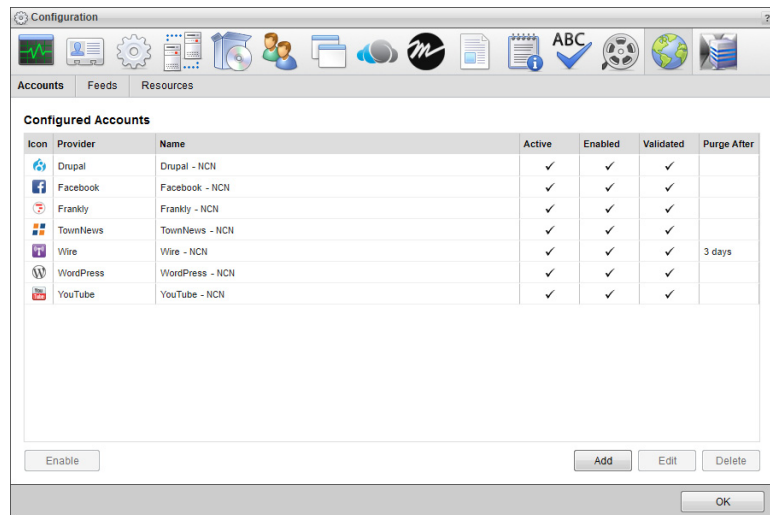 Configuration
?
ABC
Accounts Feeds Resources
Configured Accounts
Icon Provider Name Active Enabled Validated Purge After
Drupal Drupal - NCN ✓ ✓ ✓
Facebook Facebook - NCN ✓ ✓ ✓
Frankly Frankly - NCN ✓ ✓ ✓
TownNews TownNews - NCN ✓ ✓ ✓
Wire Wire - NCN ✓ ✓ ✓ 3 days
WordPress WordPress - NCN ✓ ✓ ✓
YouTube YouTube - NCN ✓ ✓ ✓
Enable Add Edit Delete
OK